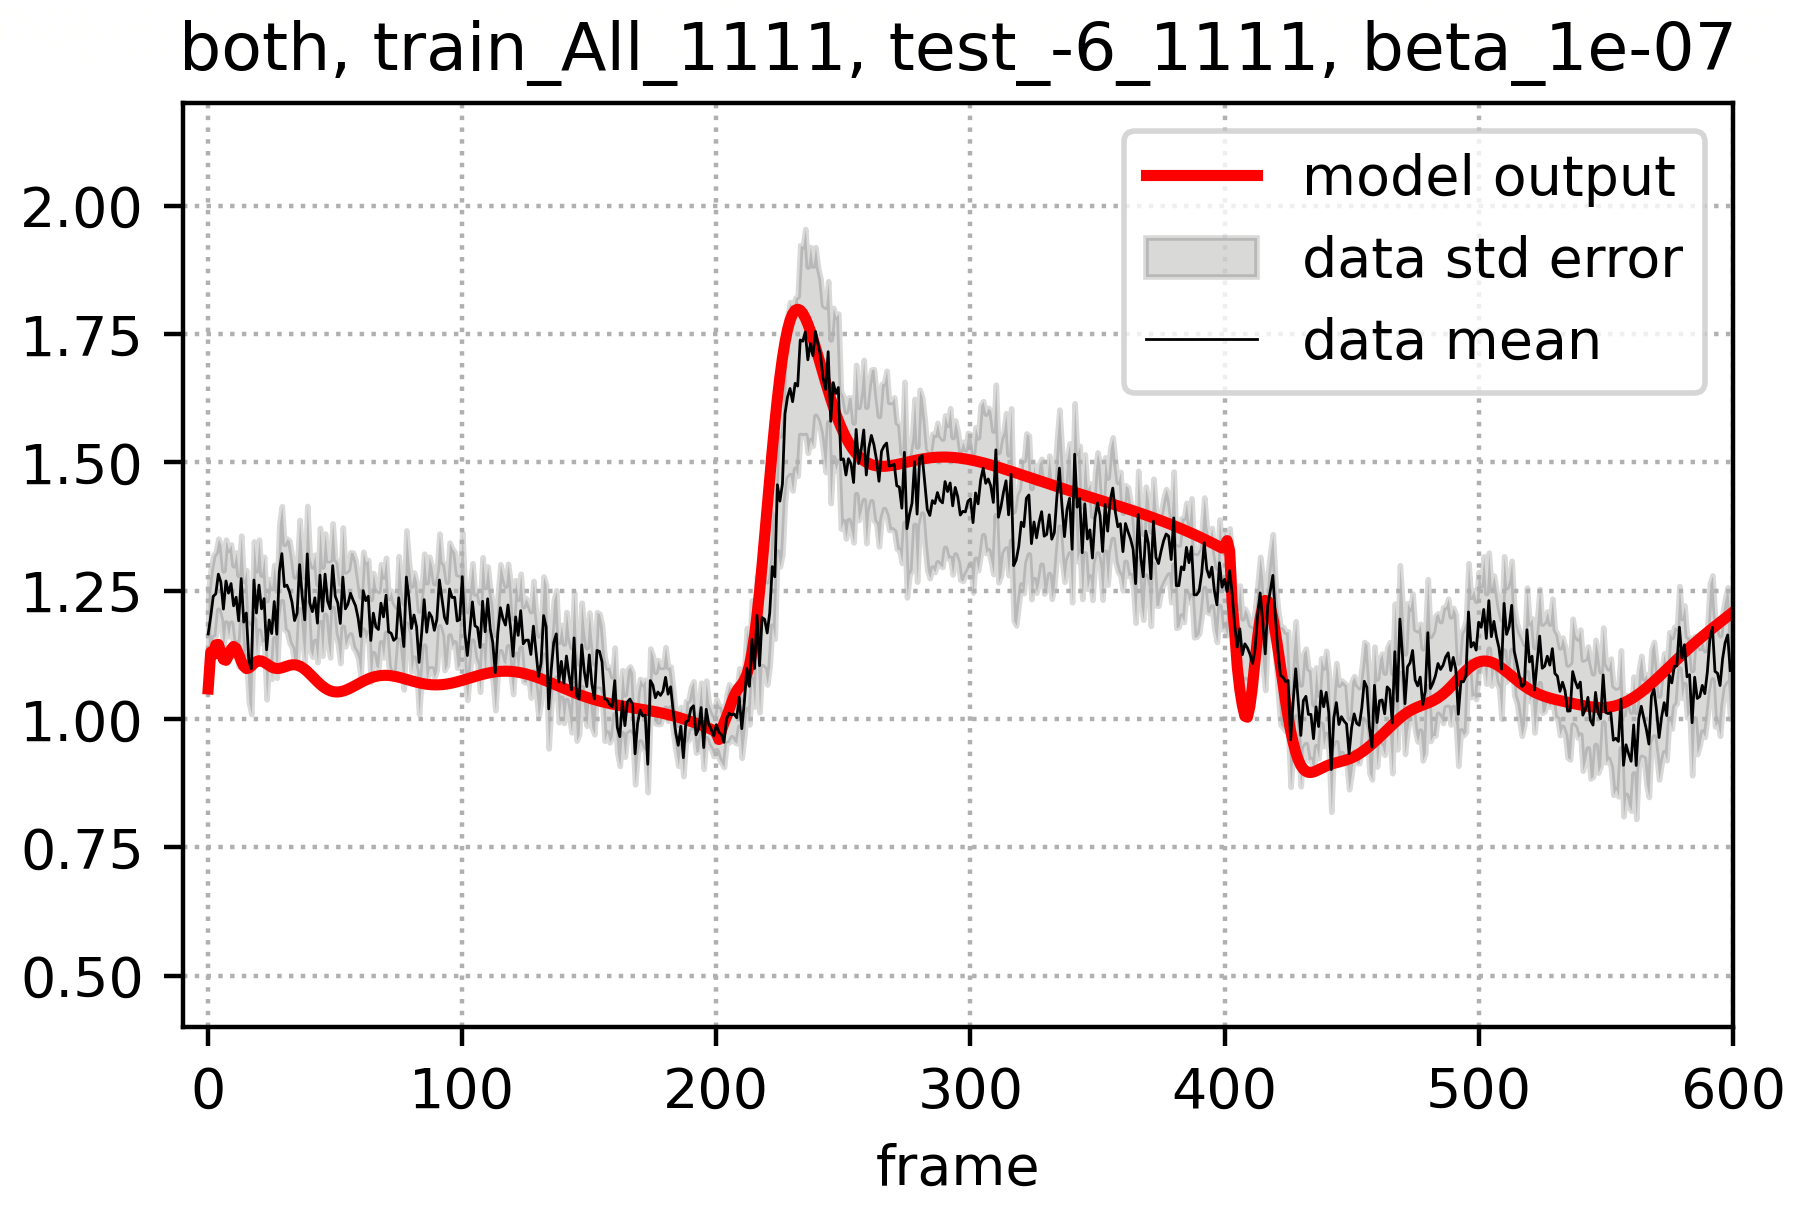 both, train_All_1111, test_-6_1111, beta_1e-07
model output
data std error
data mean
2.00
1.75
1.50
1.25
1.00
0.75
0.50
0 100 200 300 400 500 600
frame